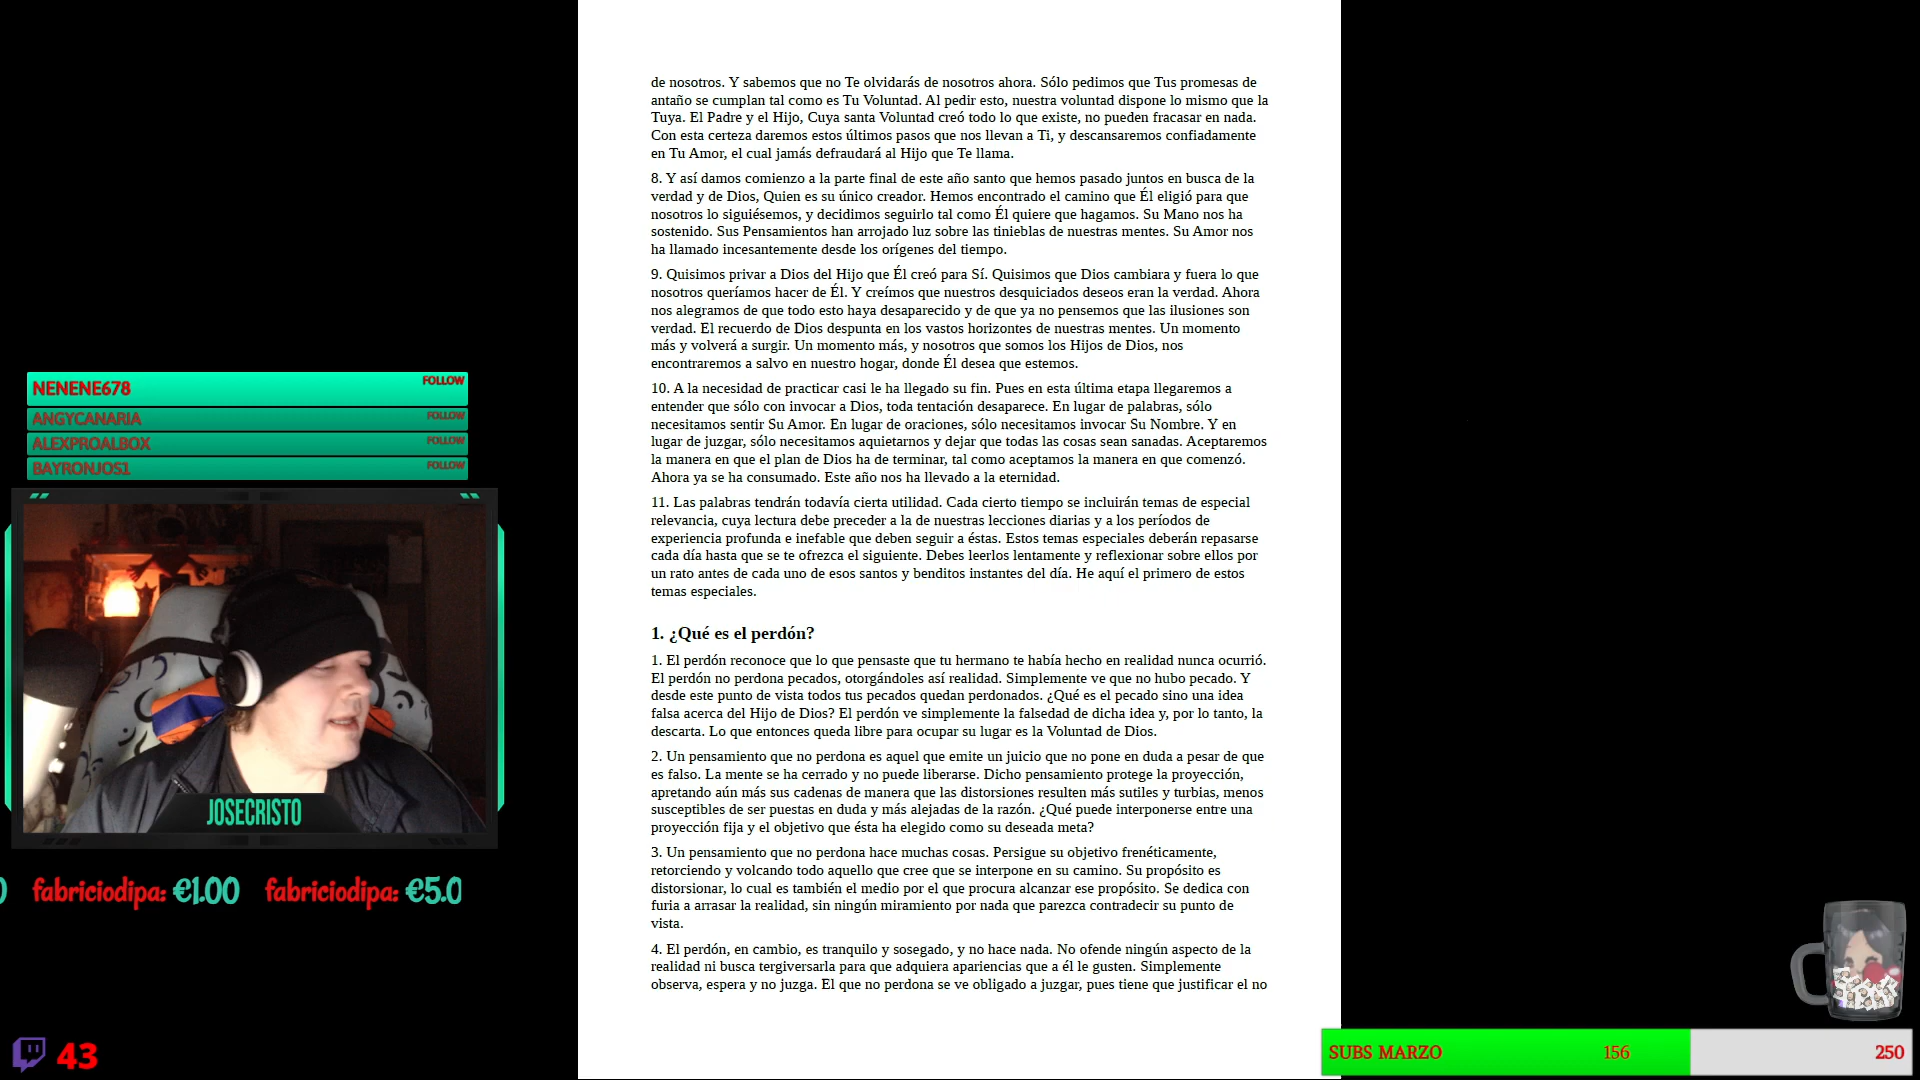 de nosotros. Y sabemos que no Te olvidarás de nosotros ahora. Sólo pedimos que Tus promesas de
antaño se cumplan tal como es Tu Voluntad. Al pedir esto, nuestra voluntad dispone lo mismo que la
Tuya. El Padre y el Hijo, Cuya santa Voluntad creó todo lo que existe, no pueden fracasar en nada.
Con esta certeza daremos estos últimos pasos que nos llevan a Ti, y descansaremos confiadamente
en Tu Amor, el cual jamás defraudará al Hijo que Te llama.
8. Y así damos comienzo a la parte final de este año santo que hemos pasado juntos en busca de la
verdad y de Dios, Quien es su único creador. Hemos encontrado el camino que Él eligió para que
nosotros lo siguiésemos, y decidimos seguirlo tal como Él quiere que hagamos. Su Mano nos ha
sostenido. Sus Pensamientos han arrojado luz sobre las tinieblas de nuestras mentes. Su Amor nos
ha llamado incesantemente desde los orígenes del tiempo.
9. Quisimos privar a Dios del Hijo que Él creó para Sí. Quisimos que Dios cambiara y fuera lo que
nosotros queríamos hacer de Él. Y creímos que nuestros desquiciados deseos eran la verdad. Ahora
nos alegramos de que todo esto haya desaparecido y de que ya no pensemos que las ilusiones son
verdad. El recuerdo de Dios despunta en los vastos horizontes de nuestras mentes. Un momento
más y volverá a surgir. Un momento más, y nosotros que somos los Hijos de Dios, nos
encontraremos a salvo en nuestro hogar, donde Él desea que estemos.
10. A la necesidad de practicar casi le ha llegado su fin. Pues en esta última etapa llegaremos a
entender que sólo con invocar a Dios, toda tentación desaparece. En lugar de palabras, sólo
necesitamos sentir Su Amor. En lugar de oraciones, sólo necesitamos invocar Su Nombre. Y en
lugar de juzgar, sólo necesitamos aquietarnos y dejar que todas las cosas sean sanadas. Aceptaremos
la manera en que el plan de Dios ha de terminar, tal como aceptamos la manera en que comenzó.
Ahora ya se ha consumado. Este año nos ha llevado a la eternidad.
11. Las palabras tendrán todavía cierta utilidad. Cada cierto tiempo se incluirán temas de especial
relevancia, cuya lectura debe preceder a la de nuestras lecciones diarias y a los períodos de
experiencia profunda e inefable que deben seguir a éstas. Estos temas especiales deberán repasarse
cada día hasta que se te ofrezca el siguiente. Debes leerlos lentamente y reflexionar sobre ellos por
un rato antes de cada uno de esos santos y benditos instantes del día. He aquí el primero de estos
temas especiales.
1. ¿Qué es el perdón?
1. El perdón reconoce que lo que pensaste que tu hermano te había hecho en realidad nunca ocurrió.
El perdón no perdona pecados, otorgándoles así realidad. Simplemente ve que no hubo pecado. Y
desde este punto de vista todos tus pecados quedan perdonados. ¿Qué es el pecado sino una idea
falsa acerca del Hijo de Dios? El perdón ve simplemente la falsedad de dicha idea y, por lo tanto, la
descarta. Lo que entonces queda libre para ocupar su lugar es la Voluntad de Dios.
2. Un pensamiento que no perdona es aquel que emite un juicio que no pone en duda a pesar de que
es falso. La mente se ha cerrado y no puede liberarse. Dicho pensamiento protege la proyección,
apretando aún más sus cadenas de manera que las distorsiones resulten más sutiles y turbias, menos
susceptibles de ser puestas en duda y más alejadas de la razón. ¿Qué puede interponerse entre una
proyección fija y el objetivo que ésta ha elegido como su deseada meta?
3. Un pensamiento que no perdona hace muchas cosas. Persigue su objetivo frenéticamente,
retorciendo y volcando todo aquello que cree que se interpone en su camino. Su propósito es
distorsionar, lo cual es también el medio por el que procura alcanzar ese propósito. Se dedica con
furia a arrasar la realidad, sin ningún miramiento por nada que parezca contradecir su punto de
vista.
4. El perdón, en cambio, es tranquilo y sosegado, y no hace nada. No ofende ningún aspecto de la
realidad ni busca tergiversarla para que adquiera apariencias que a él le gusten. Simplemente
observa, espera y no juzga. El que no perdona se ve obligado a juzgar, pues tiene que justificar el no
NENENE678 FOLLOW
ANGYCANARIA FOLLOW
ALEXPROALBOX FOLLOW
BAYRONJOS1 FOLLOW
JOSECRISTO
0 fabriciodipa: €1.00 fabriciodipa: €5.0
43
SUBS MARZO 156 250